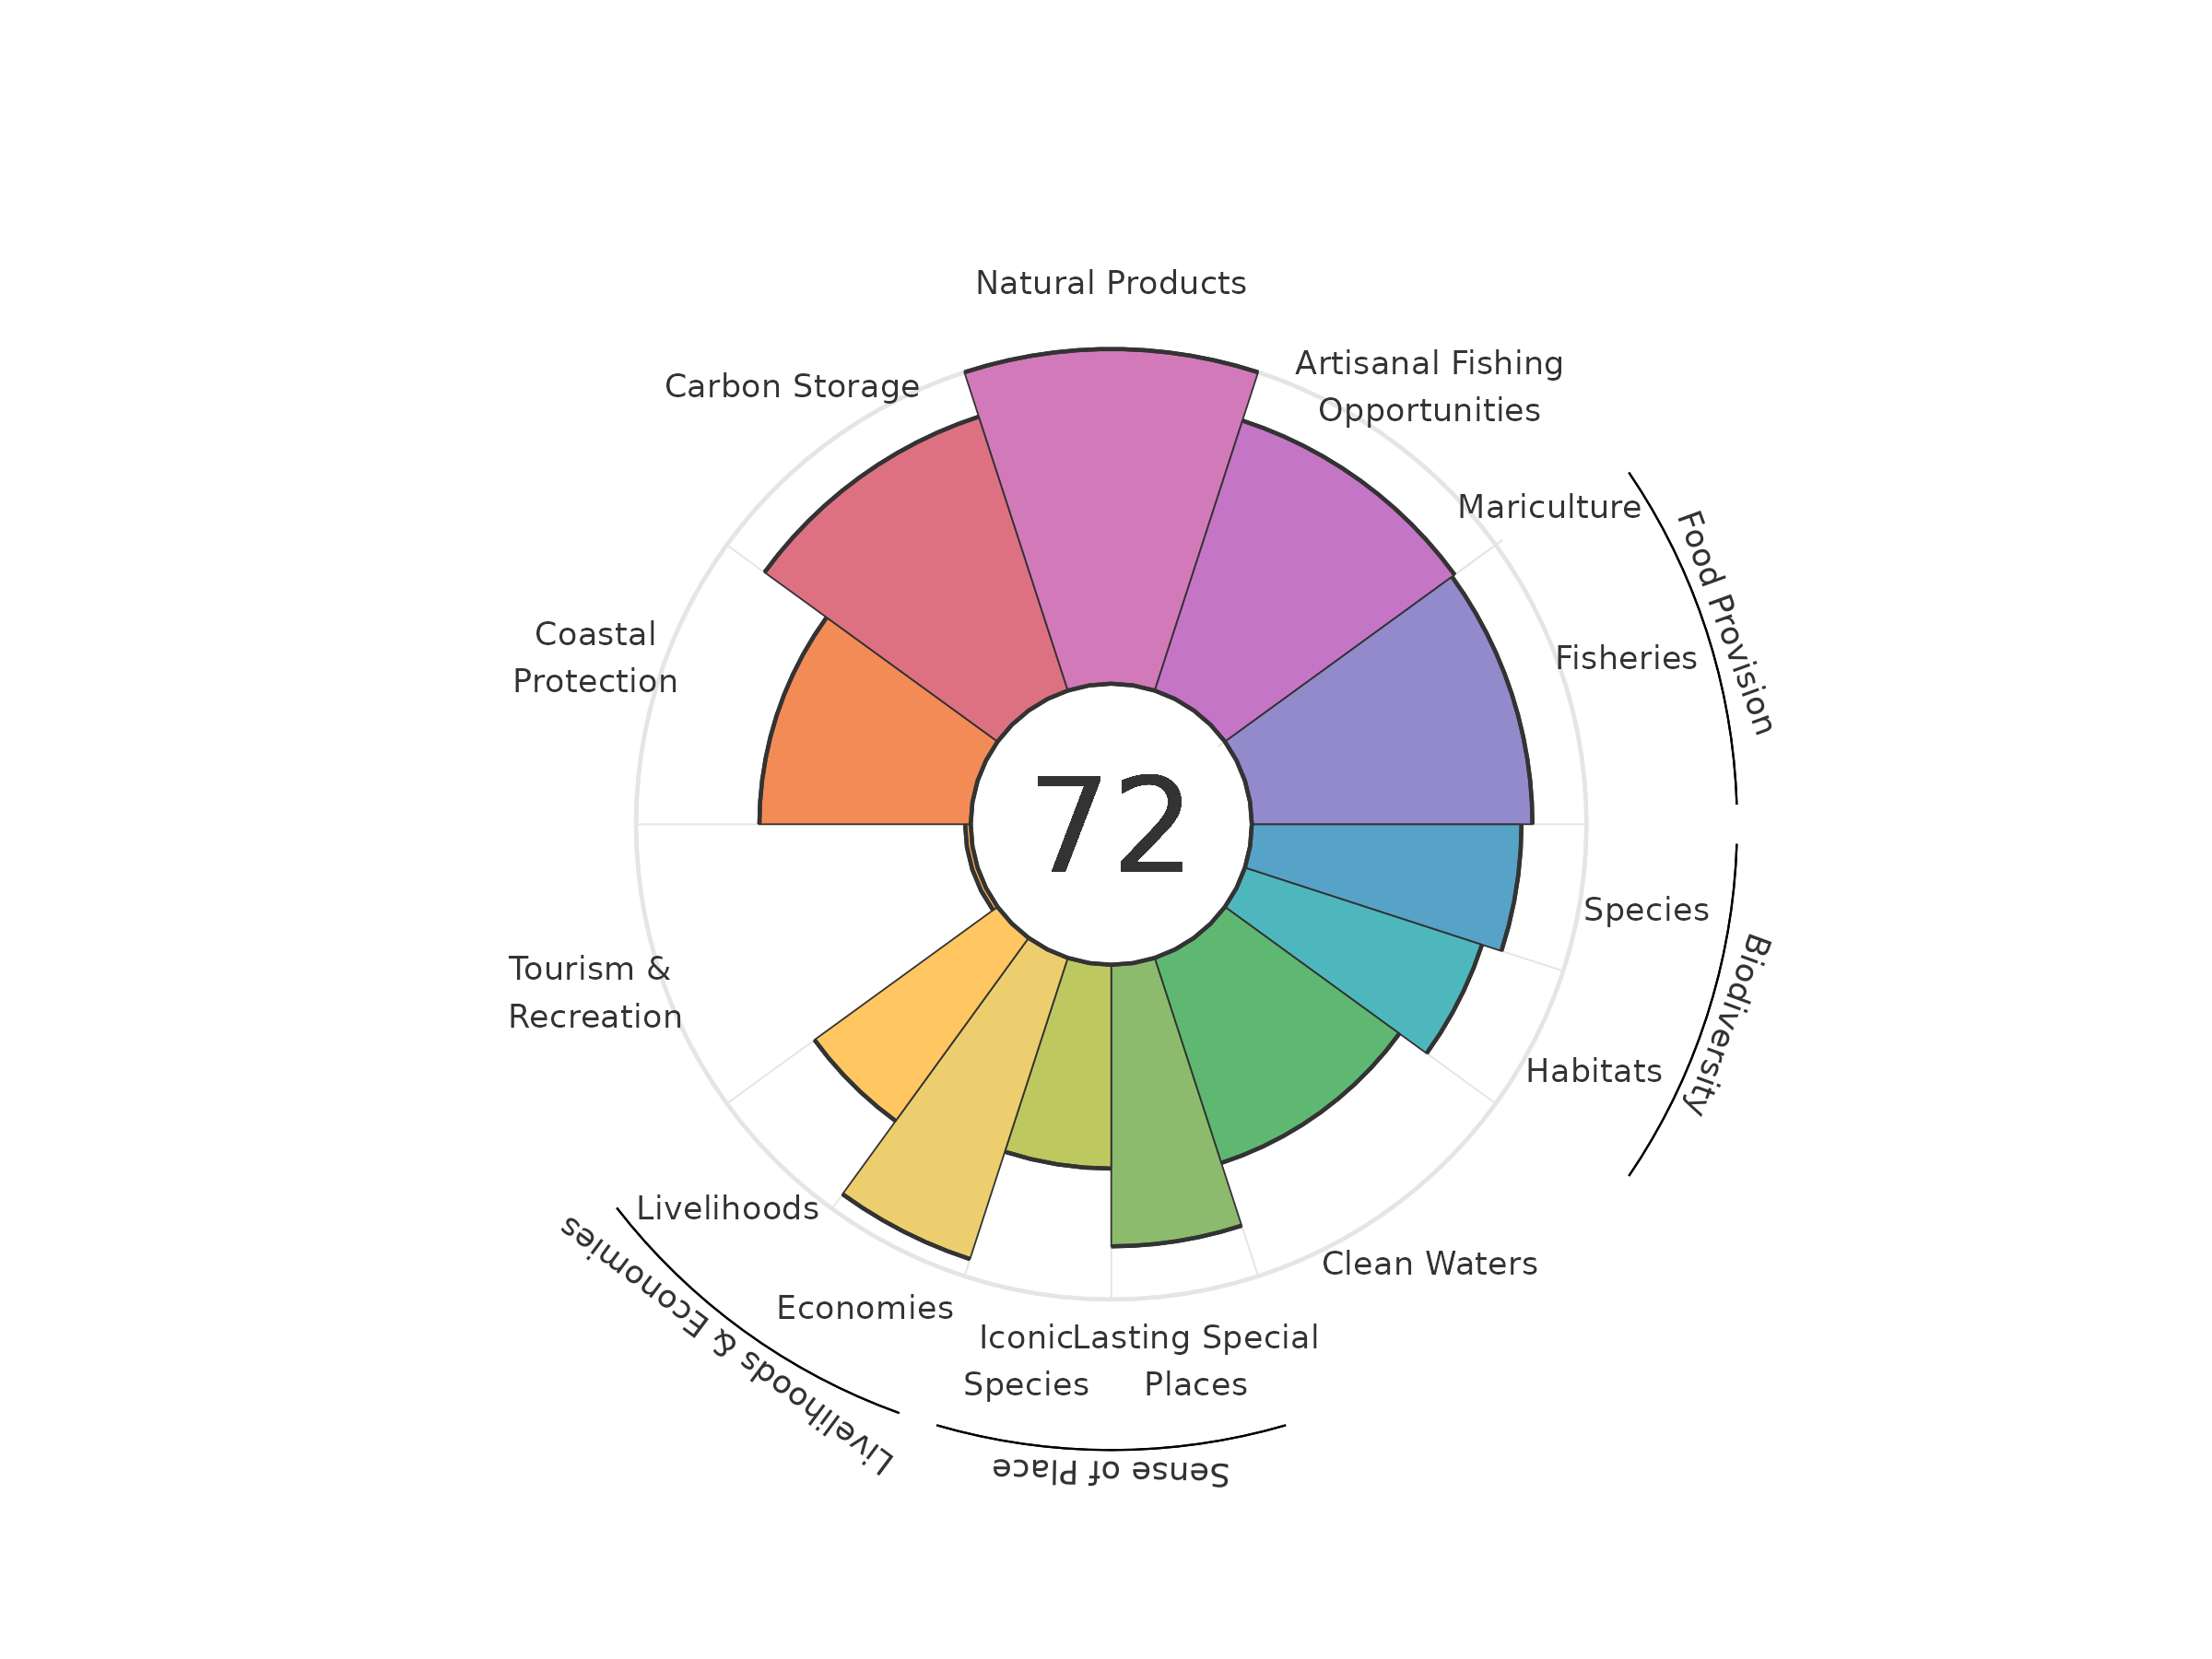 Natural Products
Artisanal Fishing
Opportunities
Carbon Storage
Mariculture
Food Provision
Fisheries
Coastal
Protection
72
Species
Biodiversity
Tourism &
Recreation
Habitats
Livelihoods
Livelihoods & Economies
Clean Waters
Economies
Iconic
Species
Lasting Special
Places
Sense of Place